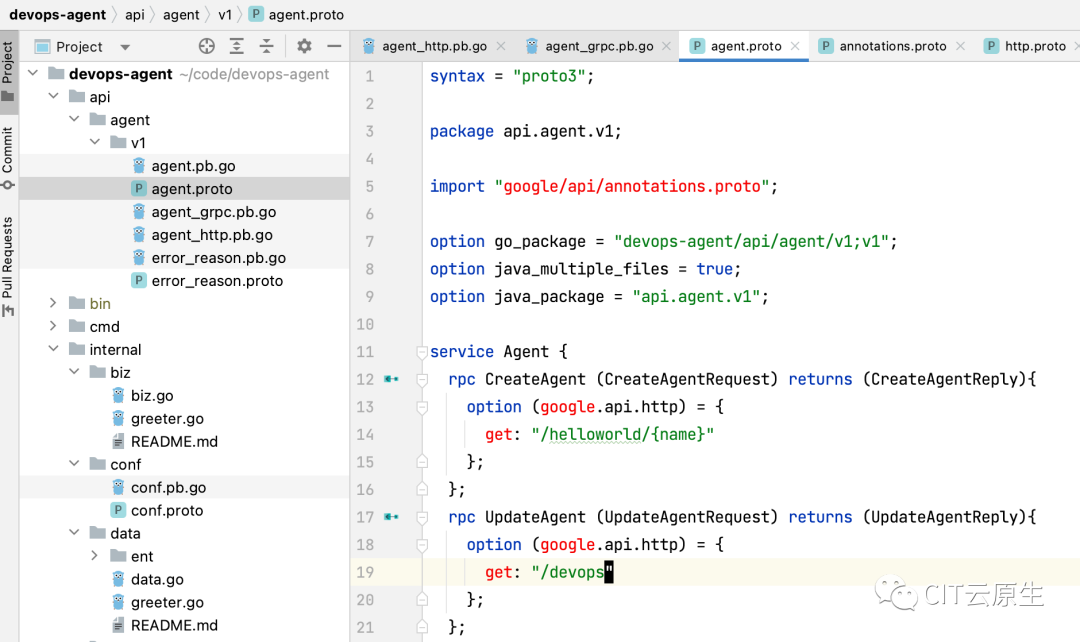 devops-agent api agent v1 agent.proto
Project
agent_http.pb.go agent_grpc.pb.go agent.proto annotations.proto http.proto
Project
Commit
Pull Requests
devops-agent ~/code/devops-agent
api
agent
v1
agent.pb.go
agent.proto
agent_grpc.pb.go
agent_http.pb.go
error_reason.pb.go
error_reason.proto
bin
cmd
internal
biz
biz.go
greeter.go
README.md
conf
conf.pb.go
conf.proto
data
ent
data.go
greeter.go
README.md
1 syntax = "proto3";
2
3 package api.agent.v1;
4
5 import "google/api/annotations.proto";
6
7 option go_package = "devops-agent/api/agent/v1;v1";
8 option java_multiple_files = true;
9 option java_package = "api.agent.v1";
10
11 service Agent {
12 rpc CreateAgent (CreateAgentRequest) returns (CreateAgentReply){
13 option (google.api.http) = {
14 get: "/helloworld/{name}"
15 };
16 };
17 rpc UpdateAgent (UpdateAgentRequest) returns (UpdateAgentReply){
18 option (google.api.http) = {
19 get: "/devops"
20 };
21 };
CIT云原生